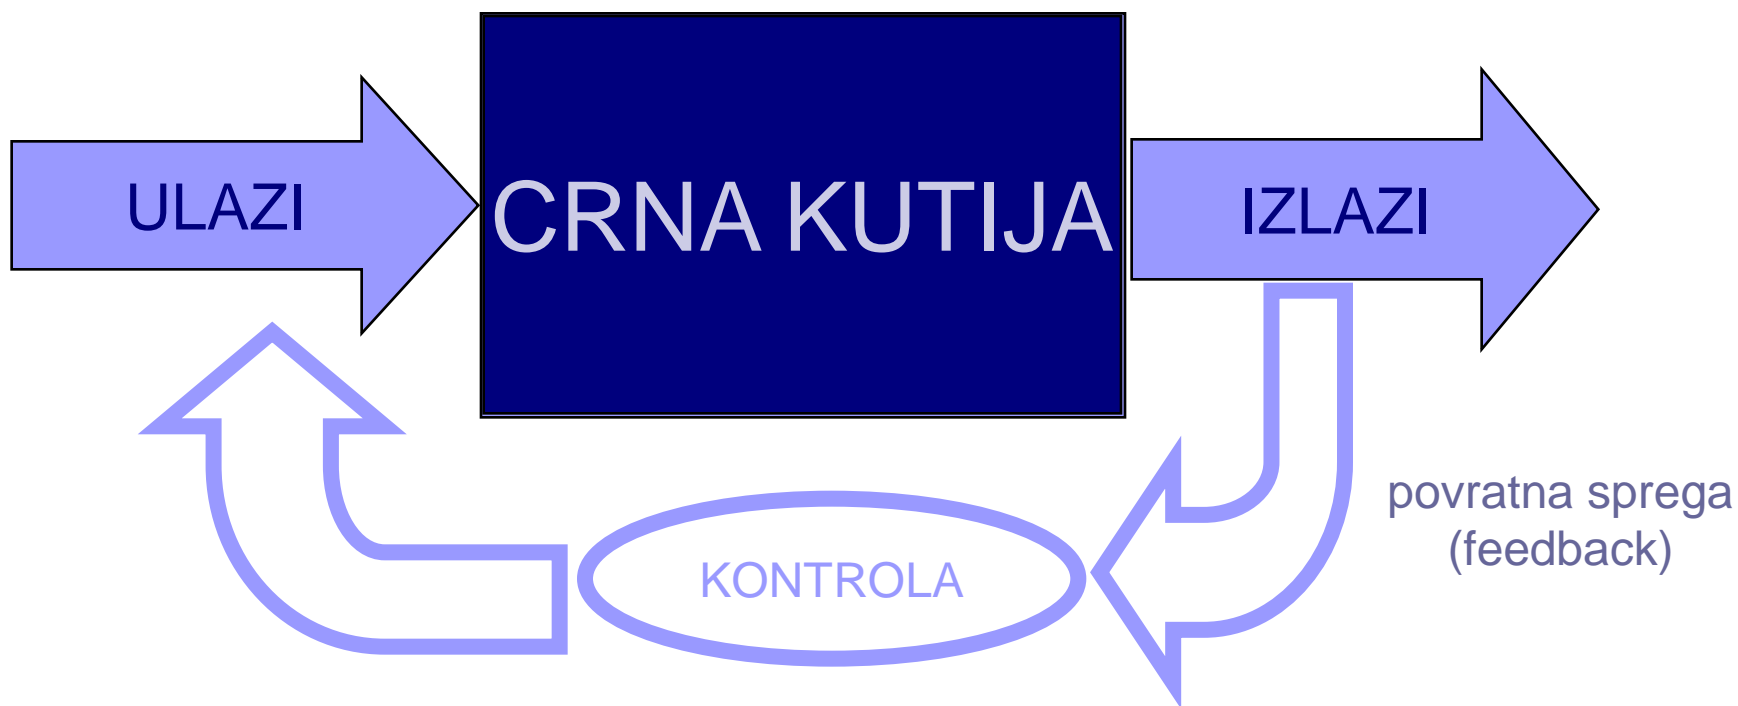 ULAZI
CRNA KUTIJA
IZLAZI
povratna sprega
(feedback)
KONTROLA